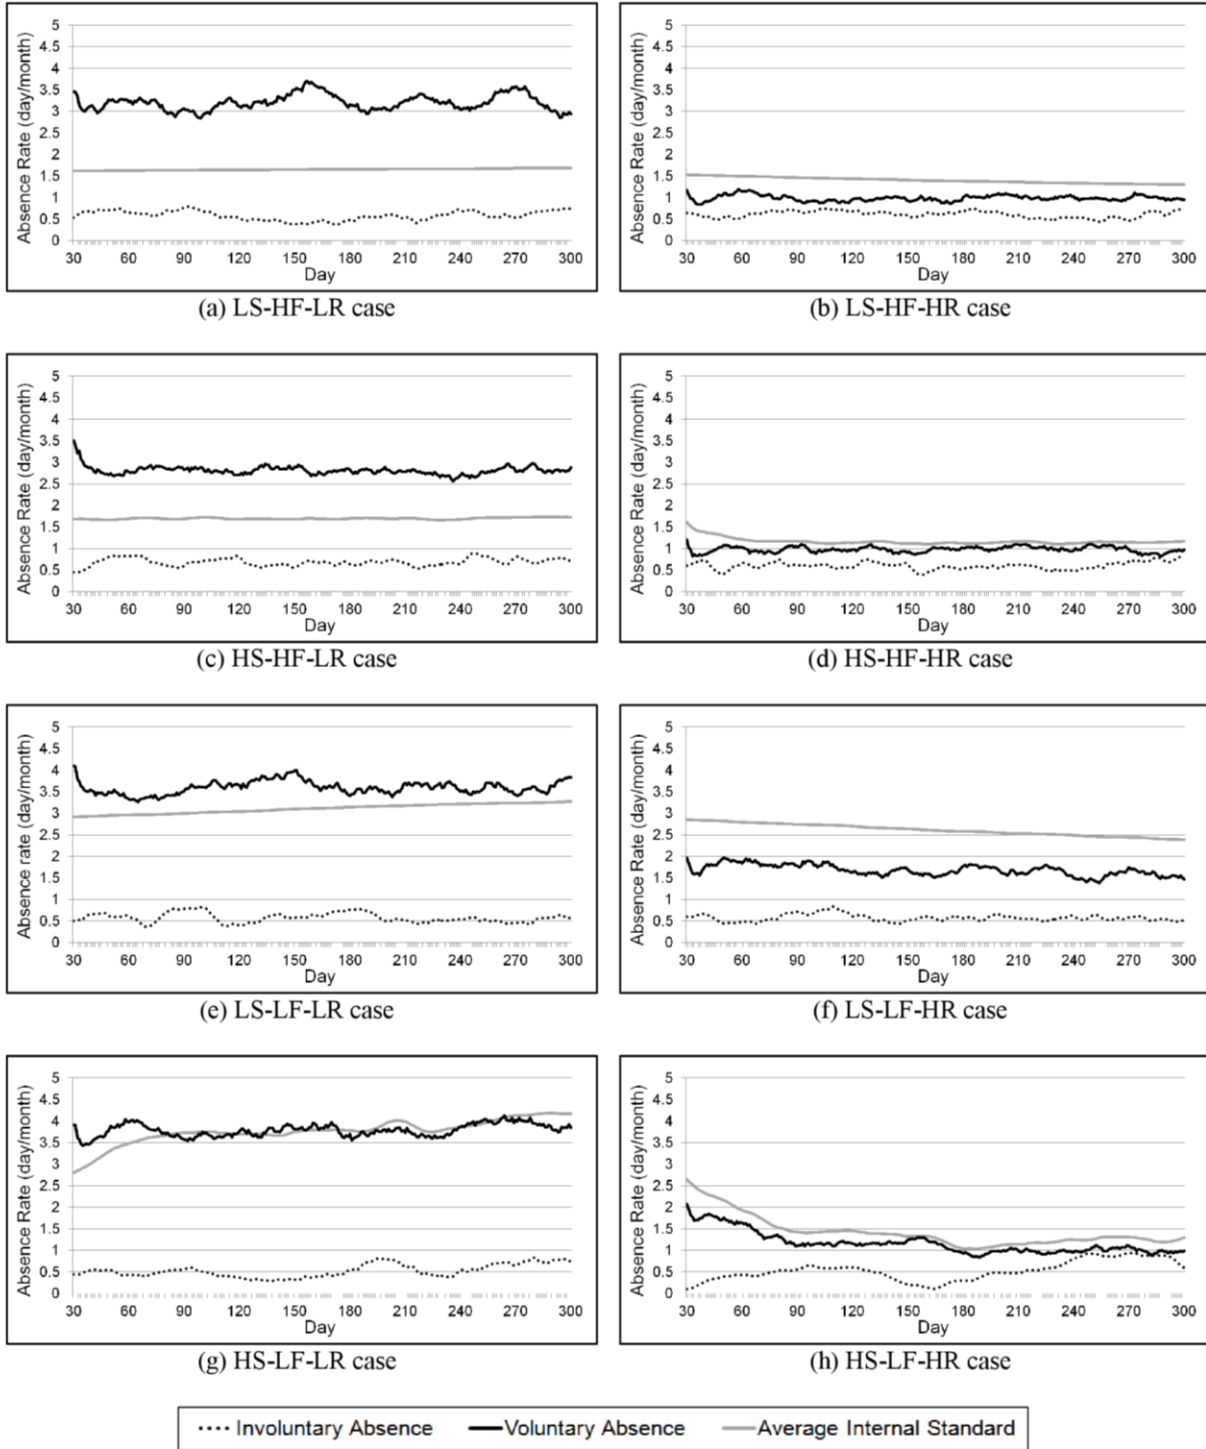 Absence Rate (day/month)
5
4.5
4
3.5
3
2.5
2
1.5
1
0.5
0
30 60 90 120 150 180 210 240 270 300
Day
(a) LS-HF-LR case
Absence Rate (day/month)
5
4.5
4
3.5
3
2.5
2
1.5
1
0.5
0
30 60 90 120 150 180 210 240 270 300
Day
(b) LS-HF-HR case
Absence Rate (day/month)
5
4.5
4
3.5
3
2.5
2
1.5
1
0.5
0
30 60 90 120 150 180 210 240 270 300
Day
(c) HS-HF-LR case
Absence Rate (day/month)
5
4.5
4
3.5
3
2.5
2
1.5
1
0.5
0
30 60 90 120 150 180 210 240 270 300
Day
(d) HS-HF-HR case
Absence rate (day/month)
5
4.5
4
3.5
3
2.5
2
1.5
1
0.5
0
30 60 90 120 150 180 210 240 270 300
Day
(e) LS-LF-LR case
Absence Rate (day/month)
5
4.5
4
3.5
3
2.5
2
1.5
1
0.5
0
30 60 90 120 150 180 210 240 270 300
Day
(f) LS-LF-HR case
Absence Rate (day/month)
5
4.5
4
3.5
3
2.5
2
1.5
1
0.5
0
30 60 90 120 150 180 210 240 270 300
Day
(g) HS-LF-LR case
Absence Rate (day/month)
5
4.5
4
3.5
3
2.5
2
1.5
1
0.5
0
30 60 90 120 150 180 210 240 270 300
Day
(h) HS-LF-HR case
Involuntary Absence Voluntary Absence Average Internal Standard